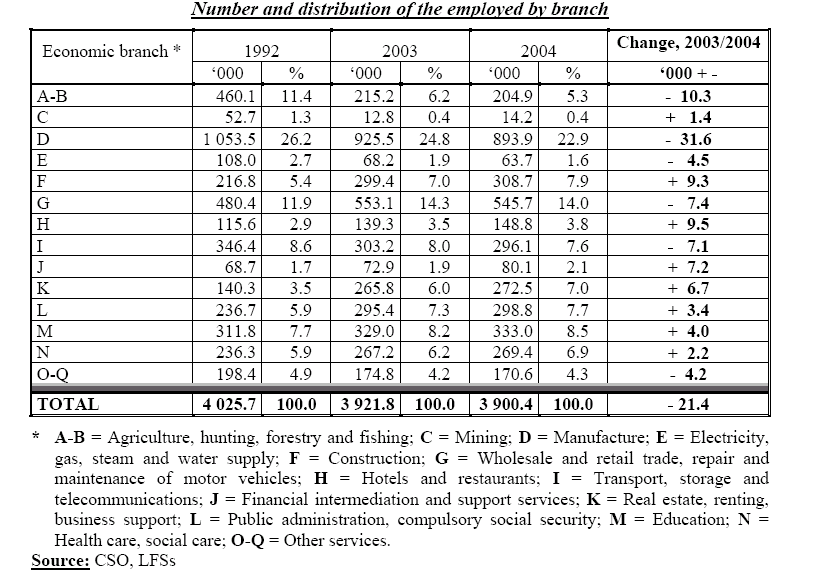 Number and distribution of the employed by branch
Economic branch * 1992 2003 2004 Change, 2003/2004
‘000 % ‘000 % ‘000 % ‘000 + -
A-B 460.1 11.4 215.2 6.2 204.9 5.3 - 10.3
C 52.7 1.3 12.8 0.4 14.2 0.4 + 1.4
D 1 053.5 26.2 925.5 24.8 893.9 22.9 - 31.6
E 108.0 2.7 68.2 1.9 63.7 1.6 - 4.5
F 216.8 5.4 299.4 7.0 308.7 7.9 + 9.3
G 480.4 11.9 553.1 14.3 545.7 14.0 - 7.4
H 115.6 2.9 139.3 3.5 148.8 3.8 + 9.5
I 346.4 8.6 303.2 8.0 296.1 7.6 - 7.1
J 68.7 1.7 72.9 1.9 80.1 2.1 + 7.2
K 140.3 3.5 265.8 6.0 272.5 7.0 + 6.7
L 236.7 5.9 295.4 7.3 298.8 7.7 + 3.4
M 311.8 7.7 329.0 8.2 333.0 8.5 + 4.0
N 236.3 5.9 267.2 6.2 269.4 6.9 + 2.2
O-Q 198.4 4.9 174.8 4.2 170.6 4.3 - 4.2
TOTAL 4 025.7 100.0 3 921.8 100.0 3 900.4 100.0 - 21.4
* A-B = Agriculture, hunting, forestry and fishing; C = Mining; D = Manufacture; E = Electricity,
gas, steam and water supply; F = Construction; G = Wholesale and retail trade, repair and
maintenance of motor vehicles; H = Hotels and restaurants; I = Transport, storage and
telecommunications; J = Financial intermediation and support services; K = Real estate, renting,
business support; L = Public administration, compulsory social security; M = Education; N =
Health care, social care; O-Q = Other services.
Source: CSO, LFSs